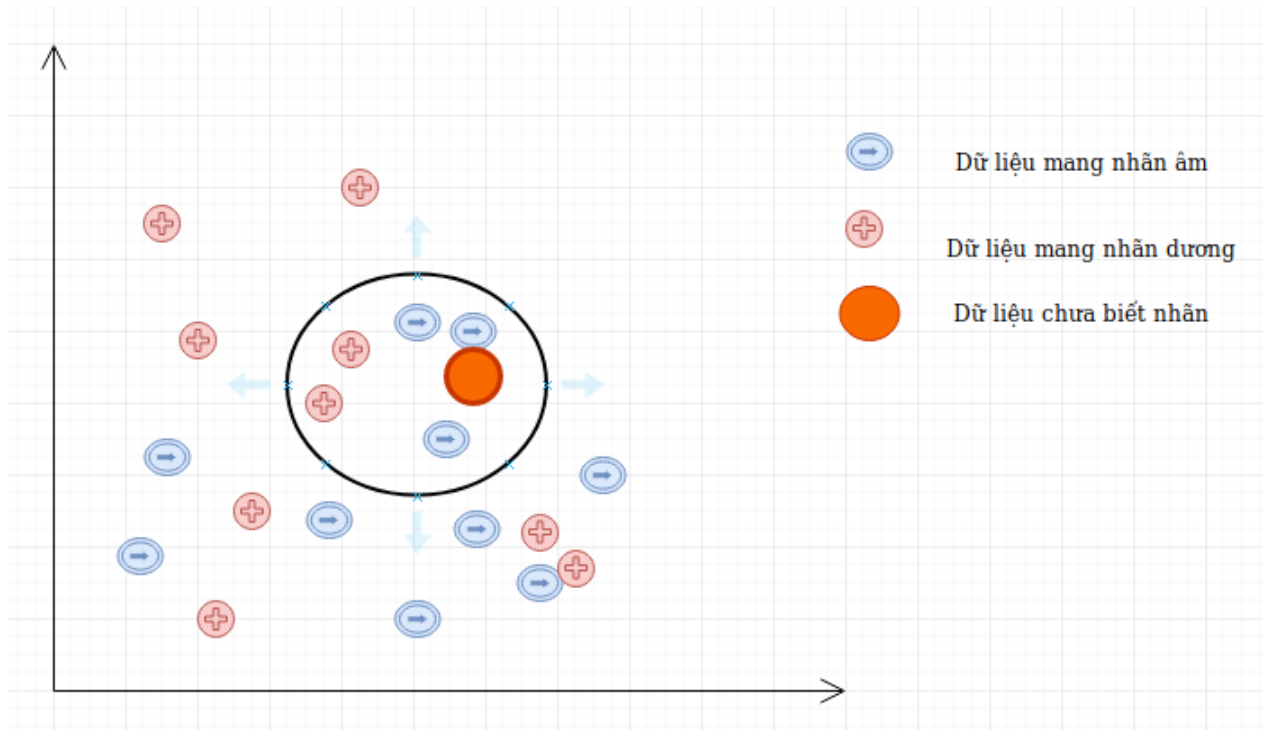 Dữ liệu mang nhãn âm
Dữ liệu mang nhãn dương
Dữ liệu chưa biết nhãn